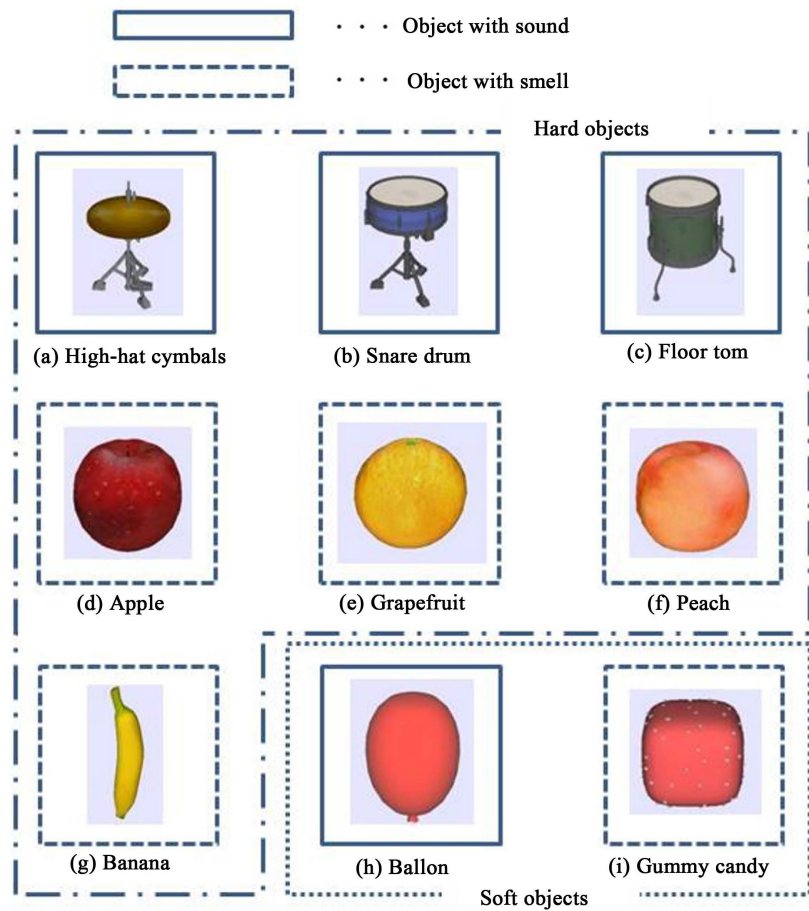 · · · Object with sound
· · · Object with smell
Hard objects
(a) High-hat cymbals
(b) Snare drum
(c) Floor tom
(d) Apple
(e) Grapefruit
(f) Peach
(g) Banana
(h) Ballon
(i) Gummy candy
Soft objects